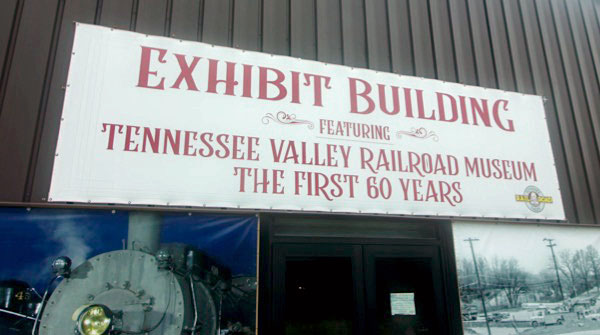 EXHIBIT BUILDING
FEATURING
TENNESSEE VALLEY RAILROAD MUSEUM
THE FIRST 60 YEARS